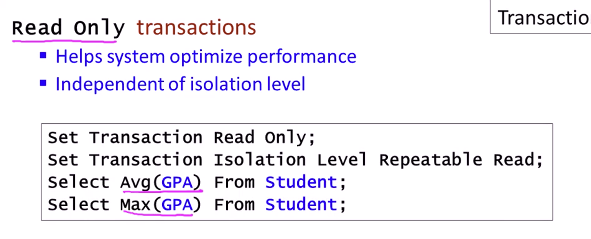 Transactio
Read Only transactions
Helps system optimize performance
Independent of isolation level
Set Transaction Read Only;
Set Transaction Isolation Level Repeatable Read;
Select Avg(GPA) From Student;
Select Max(GPA) From Student;